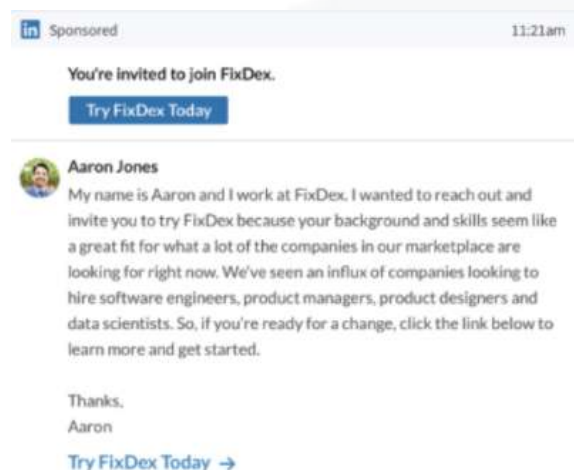 in Sponsored 11:21am
You're invited to join FixDex.
Try FixDex Today
Aaron Jones
My name is Aaron and I work at FixDex. I wanted to reach out and
invite you to try FixDex because your background and skills seem like
a great fit for what a lot of the companies in our marketplace are
looking for right now. We've seen an influx of companies looking to
hire software engineers, product managers, product designers and
data scientists. So, if you're ready for a change, click the link below to
learn more and get started.
Thanks,
Aaron
Try FixDex Today →